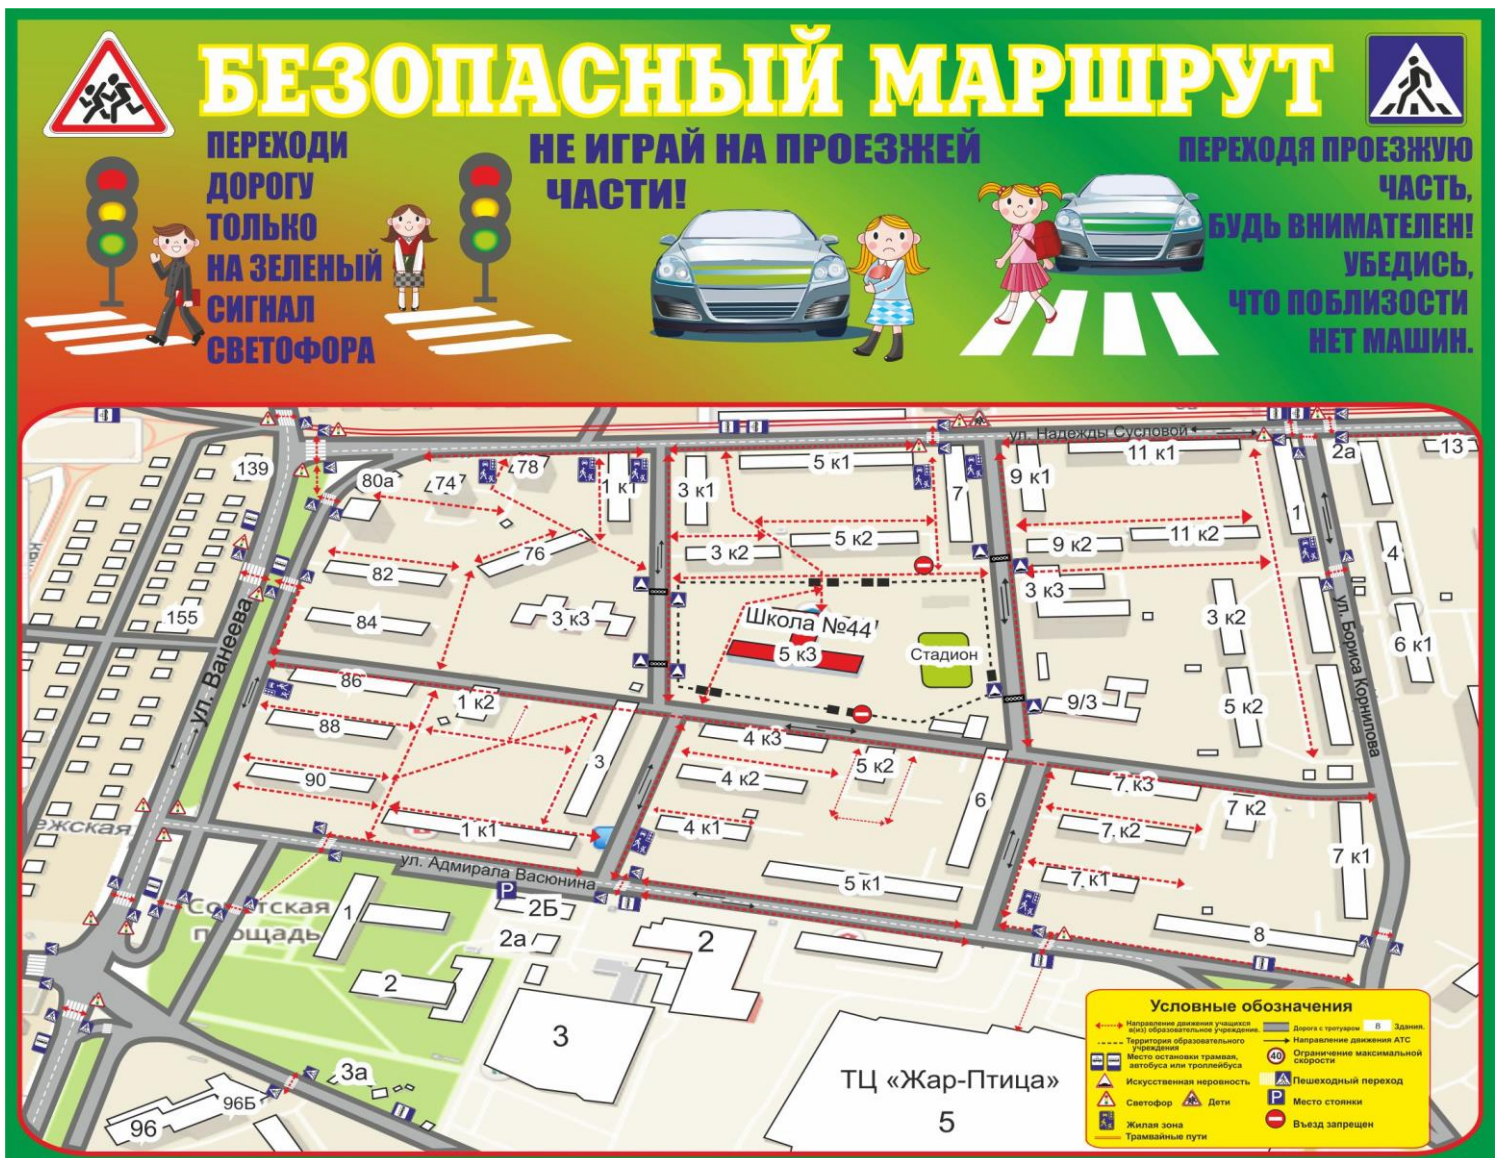 БЕЗОПАСНЫЙ МАРШРУТ
ПЕРЕХОДИ
ДОРОГУ
ТОЛЬКО
НА ЗЕЛЕНЫЙ
СИГНАЛ
СВЕТОФОРА
НЕ ИГРАЙ НА ПРОЕЗЖЕЙ
ЧАСТИ!
ПЕРЕХОДЯ ПРОЕЗЖУЮ
ЧАСТЬ,
БУДЬ ВНИМАТЕЛЕН!
УБЕДИСЬ,
ЧТО ПОБЛИЗОСТИ
НЕТ МАШИН.
ул. Надежды Сусловой
139
80а
74
78
1 к1
3 к1
5 к1
7
9 к1
11 к1
1
2а
13
76
3 к2
5 к2
9 к2
11 к2
4
82
3 к3
155
84
3 к3
Школа №44
5 к3
Стадион
3 к2
6 к1
ул. Ванеева
ул. Бориса Корнилова
86
1 к2
9/3
5 к2
88
4 к3
3
5 к2
90
4 к2
6
7 к3
7 к2
1 к1
4 к1
7 к2
7 к1
ежская
ул. Адмирала Васюнина
5 к1
7 к1
Советская
площадь
1
P
2Б
2а
2
8
2
3
3а
96Б
96
ТЦ «Жар-Птица»
5
Условные обозначения
Направление движения учащихся
в(из) образовательное учреждение.
Территория образовательного
учреждения
Место остановки трамвая,
автобуса или троллейбуса
Искусственная неровность
Светофор
Дети
Жилая зона
Трамвайные пути
Дорога с тротуаром
8
Здания.
Направление движения АТС
40
Ограничение максимальной
скорости
Пешеходный переход
P
Место стоянки
Въезд запрещен